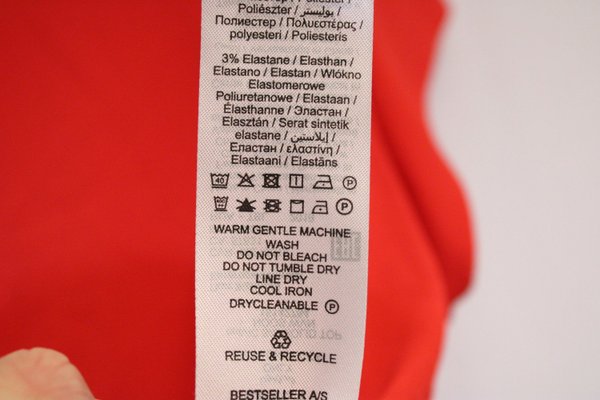 Poliészter / بوليستر /
Полиестер / Πολυεστέρας /
polyesteri / Poliesteris
3% Elastane / Elasthan /
Elastano / Elastan / Włókno
Elastomerowe
Poliuretanowe / Elastaan /
Élasthanne / Эластан /
Elasztán / Serat sintetik
elastane / إيلاستين /
Еластан / ελαστίνη /
Elastaani / Elastāns
40 P
P
WARM GENTLE MACHINE
WASH
DO NOT BLEACH
DO NOT TUMBLE DRY
LINE DRY
COOL IRON
DRYCLEANABLE P
REUSE & RECYCLE
BESTSELLER A/S